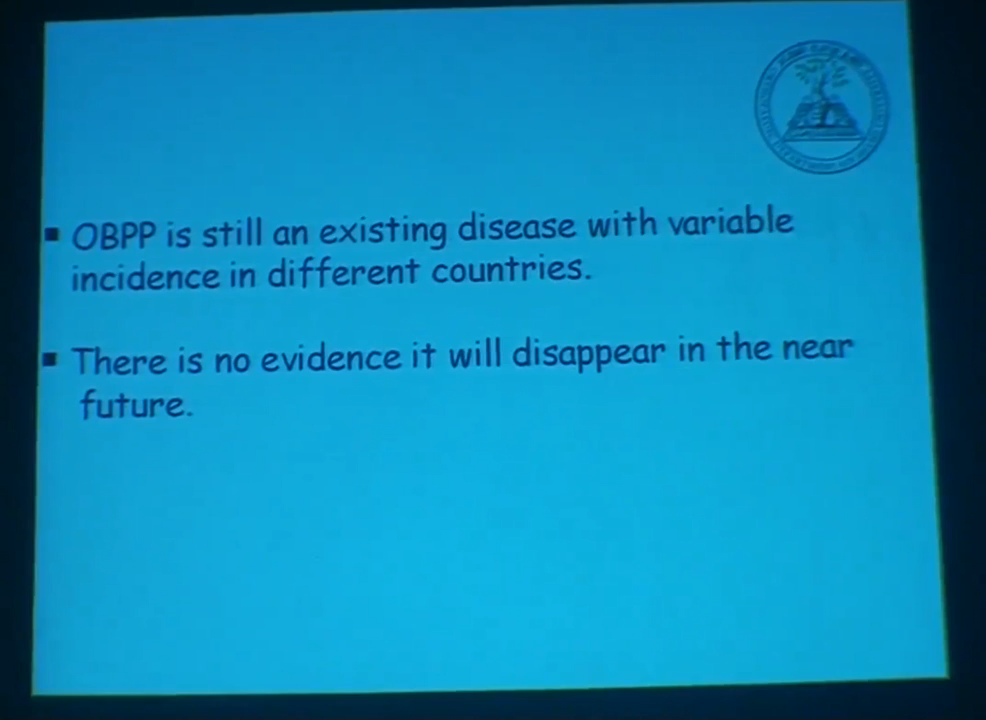 ▪ OBPP is still an existing disease with variable
incidence in different countries.
▪ There is no evidence it will disappear in the near
future.